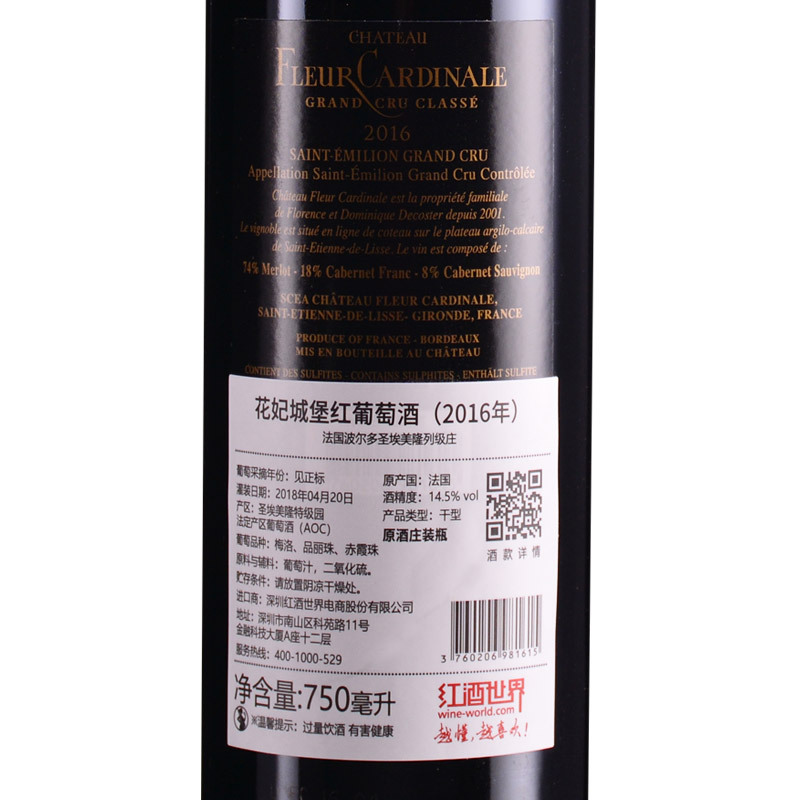 CHATEAU
FLEUR CARDINALE
GRAND CRU CLASSÉ
2016
SAINT-ÉMILION GRAND CRU
Appellation Saint-Émilion Grand Cru Contrôlée
Château Fleur Cardinale est la propriété familiale
de Florence et Dominique Decoster depuis 2001.
Le vignoble est situé en ligne de coteau sur le plateau argilo-calcaire
de Saint-Etienne-de-Lisse. Le vin est composé de :
74% Merlot - 18% Cabernet Franc - 8% Cabernet Sauvignon
SCEA CHÂTEAU FLEUR CARDINALE,
SAINT-ETIENNE-DE-LISSE- GIRONDE, FRANCE
PRODUCE OF FRANCE - BORDEAUX
MIS EN BOUTEILLE AU CHÂTEAU
CONTIENT DES SULFITES - CONTAINS SULPHITES - ENTHÄLT SULFITE
花妃城堡红葡萄酒（2016年）
法国波尔多圣埃美隆列级庄
葡萄采摘年份：见正标
灌装日期：2018年04月20日
产区：圣埃美隆特级园
法定产区葡萄酒（AOC）
葡萄品种：梅洛、品丽珠、赤霞珠
原料与辅料：葡萄汁，二氧化硫。
贮存条件：请放置阴凉干燥处。
进口商：深圳红酒世界电商股份有限公司
地址：深圳市南山区科苑路11号
金融科技大厦A座十二层
服务热线：400-1000-529
原产国：法国
酒精度：14.5% vol
产品类型：干型
原酒庄装瓶
酒款详情
3 760206 981615
净含量:750毫升
※温馨提示：过量饮酒 有害健康
红酒世界
wine-world.com
越懂,越喜欢!